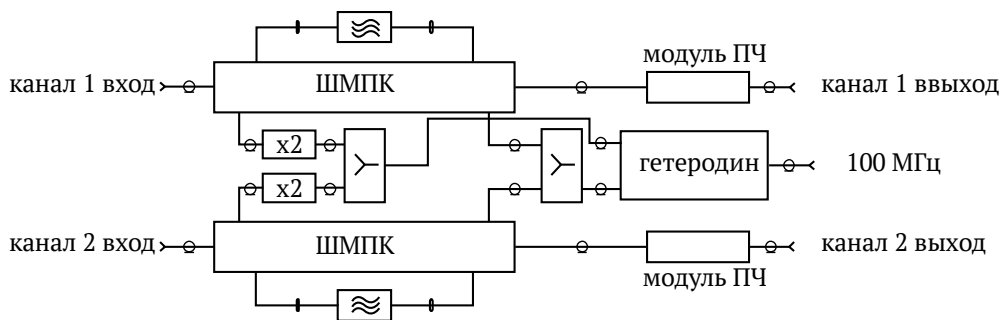 модуль ПЧ
канал 1 вход
ШМПК
канал 1 ввыход
x2
гетеродин
100 МГц
x2
канал 2 вход
ШМПК
канал 2 выход
модуль ПЧ